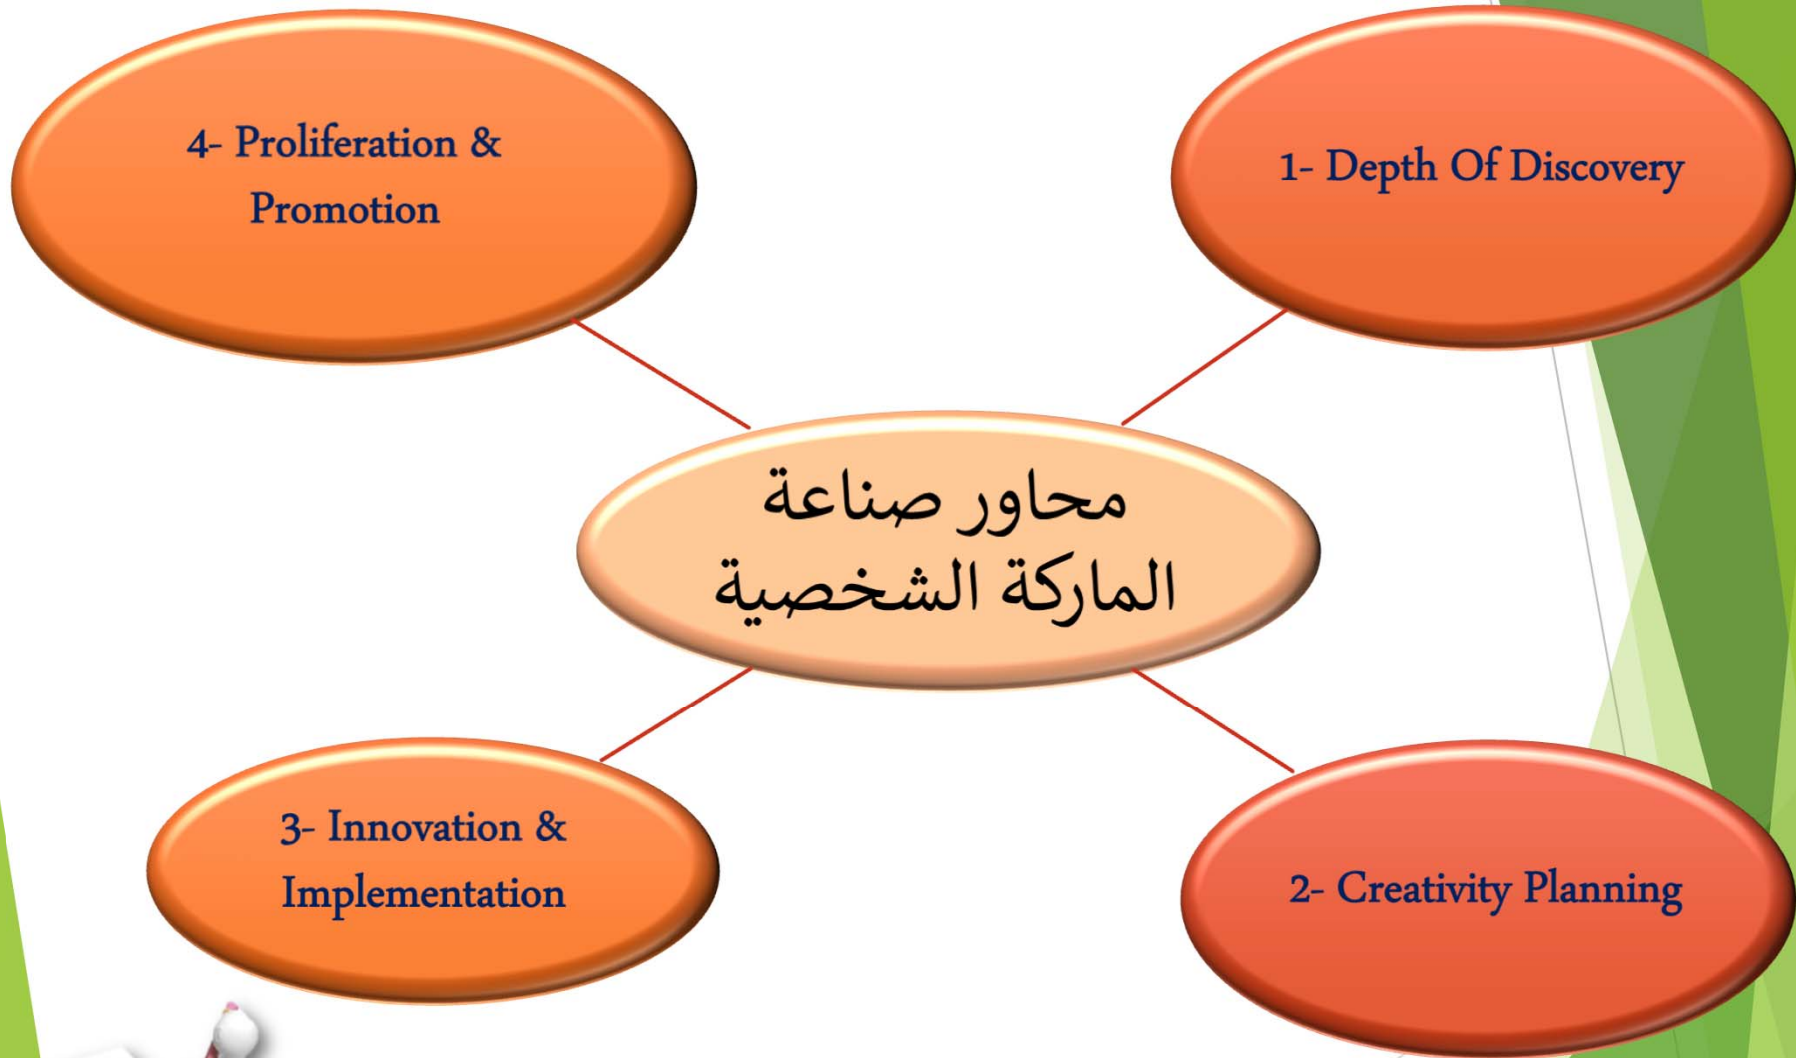 محاور صناعة
الماركة الشخصية
1- Depth Of Discovery
2- Creativity Planning
3- Innovation &
Implementation
4- Proliferation &
Promotion